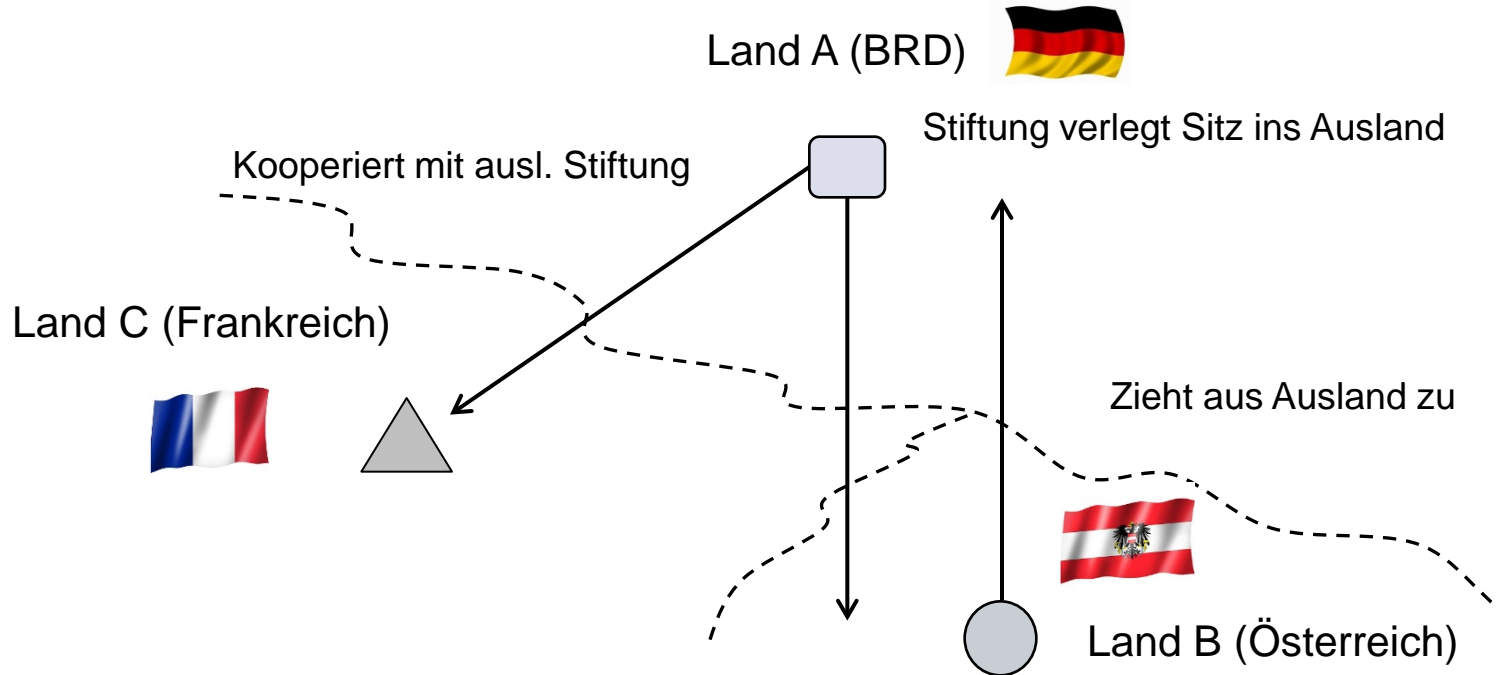 Land A (BRD)
Stiftung verlegt Sitz ins Ausland
Kooperiert mit ausl. Stiftung
Land C (Frankreich)
Zieht aus Ausland zu
Land B (Österreich)